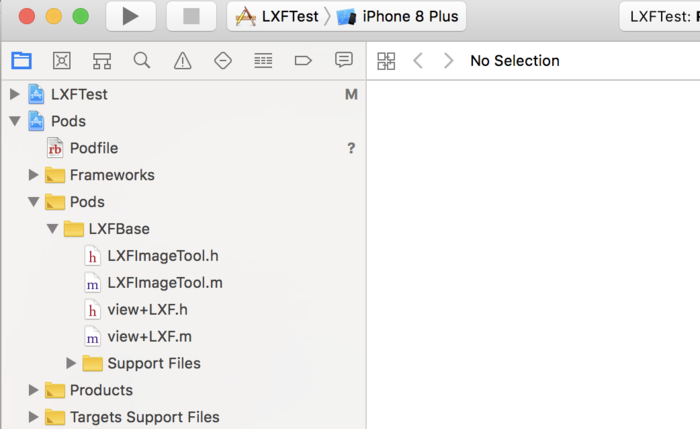 LXFTest 〉 iPhone 8 Plus
LXFTest:
No Selection
LXFTest M
Pods
rb Podfile ?
Frameworks
Pods
LXFBase
h LXFImageTool.h
m LXFImageTool.m
h view+LXF.h
m view+LXF.m
Support Files
Products
Targets Support Files